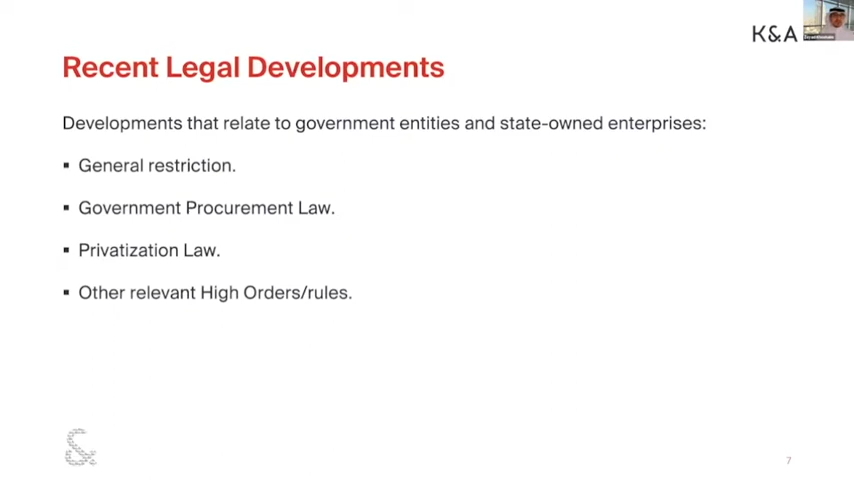 K&A
Recent Legal Developments
Developments that relate to government entities and state-owned enterprises:
▪ General restriction.
▪ Government Procurement Law.
▪ Privatization Law.
▪ Other relevant High Orders/rules.
&
7